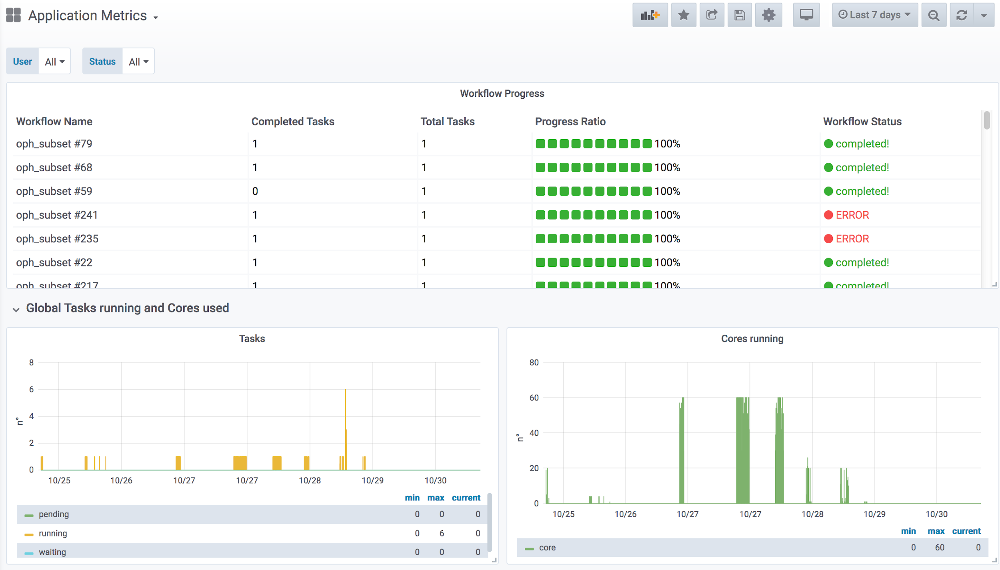 Application Metrics
Last 7 days
User All Status All
Workflow Progress
Workflow Name Completed Tasks Total Tasks Progress Ratio Workflow Status
oph_subset #79 1 1 100% completed!
oph_subset #68 1 1 100% completed!
oph_subset #59 0 1 100% completed!
oph_subset #241 1 1 100% ERROR
oph_subset #235 1 1 100% ERROR
oph_subset #22 1 1 100% completed!
oph_subset #217 1 1 100% completed!
Global Tasks running and Cores used
Tasks
8
6
4
2
0
n°
10/25 10/26 10/27 10/27 10/28 10/29 10/30
min max current
pending 0 0 0
running 0 6 0
waiting 0 0 0
Cores running
80
60
40
20
0
n°
10/25 10/26 10/27 10/27 10/28 10/29 10/30
min max current
core 0 60 0